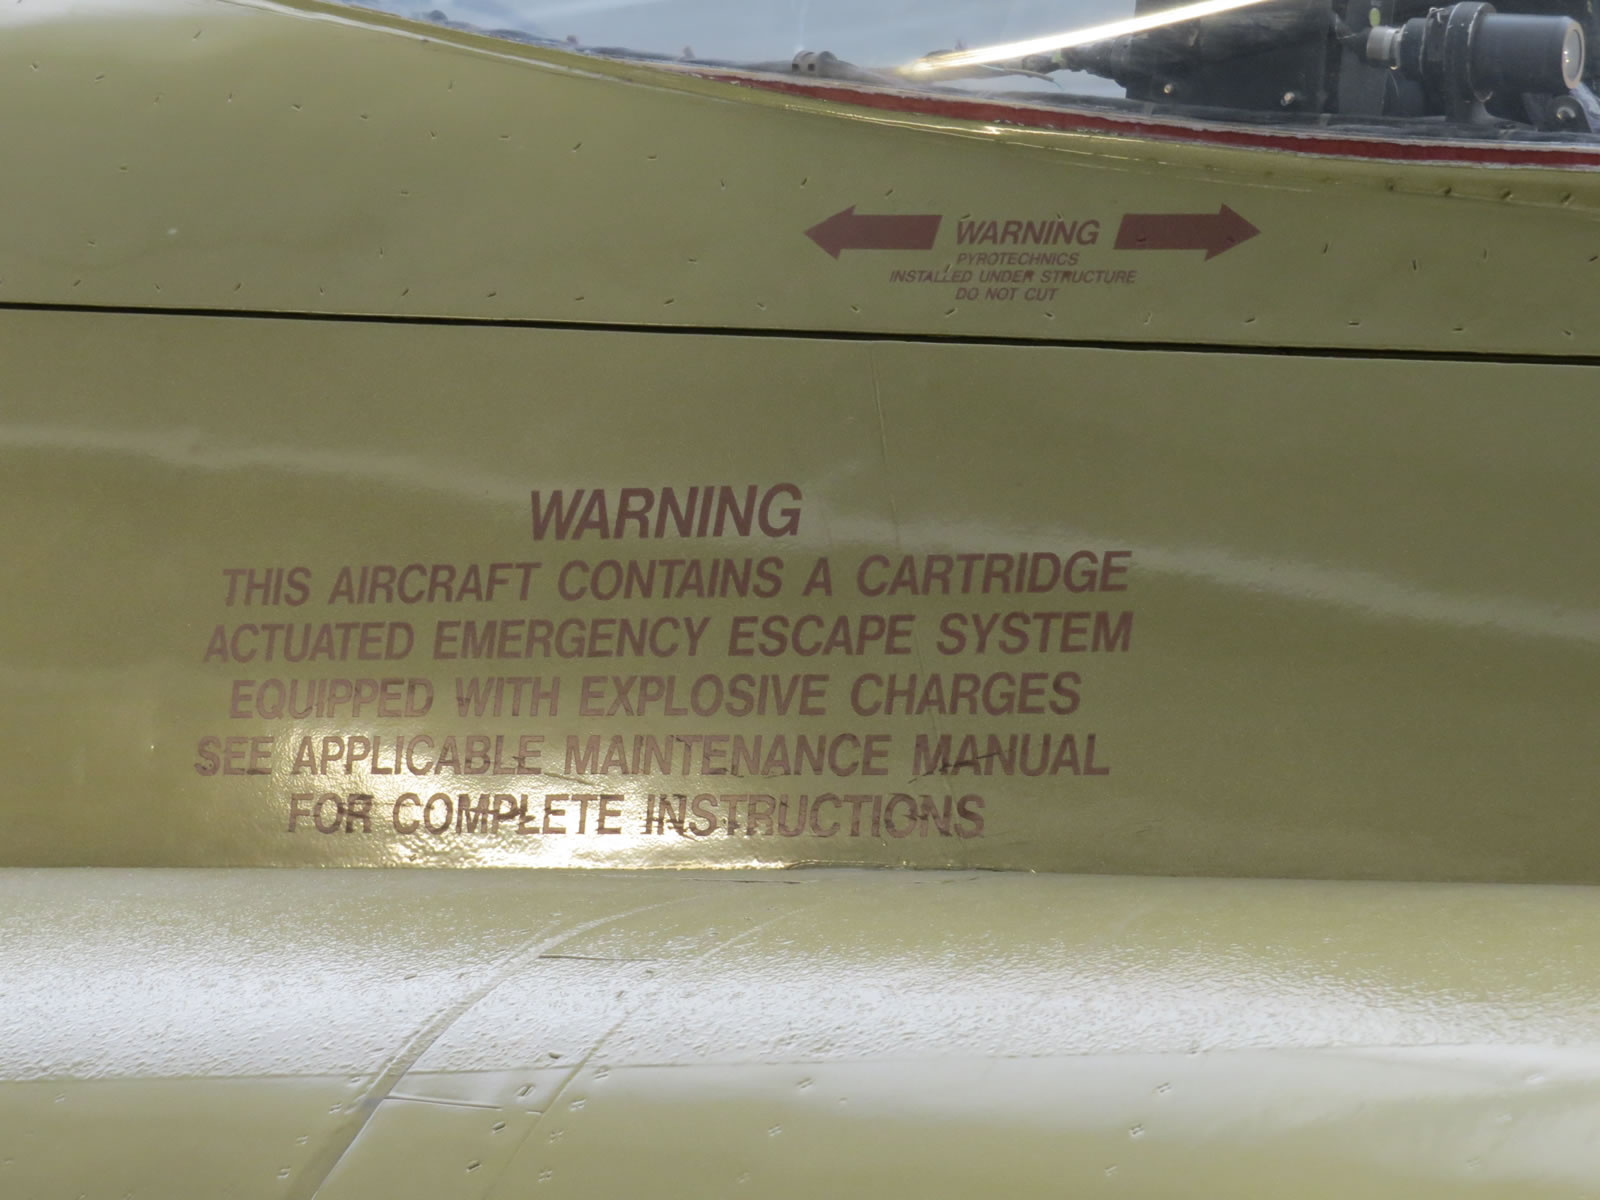 WARNING
PYROTECHNICS
INSTALLED UNDER STRUCTURE
DO NOT CUT
WARNING
THIS AIRCRAFT CONTAINS A CARTRIDGE
ACTUATED EMERGENCY ESCAPE SYSTEM
EQUIPPED WITH EXPLOSIVE CHARGES
SEE APPLICABLE MAINTENANCE MANUAL
FOR COMPLETE INSTRUCTIONS